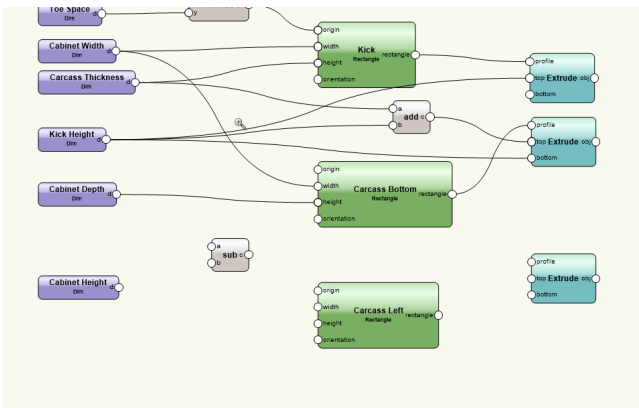 Toe Space
Dim
d
y
origin
width
height
orientation
Kick
Rectangle
rectangle
Cabinet Width
Dim
d
Carcass Thickness
Dim
d
profile
top Extrude obj
bottom
a
b
add c
Kick Height
Dim
d
profile
top Extrude obj
bottom
origin
width
height
orientation
Carcass Bottom
Rectangle
rectangle
Cabinet Depth
Dim
d
a
b
sub c
profile
top Extrude obj
bottom
Cabinet Height
Dim
d
origin
width
height
orientation
Carcass Left
Rectangle
rectangle